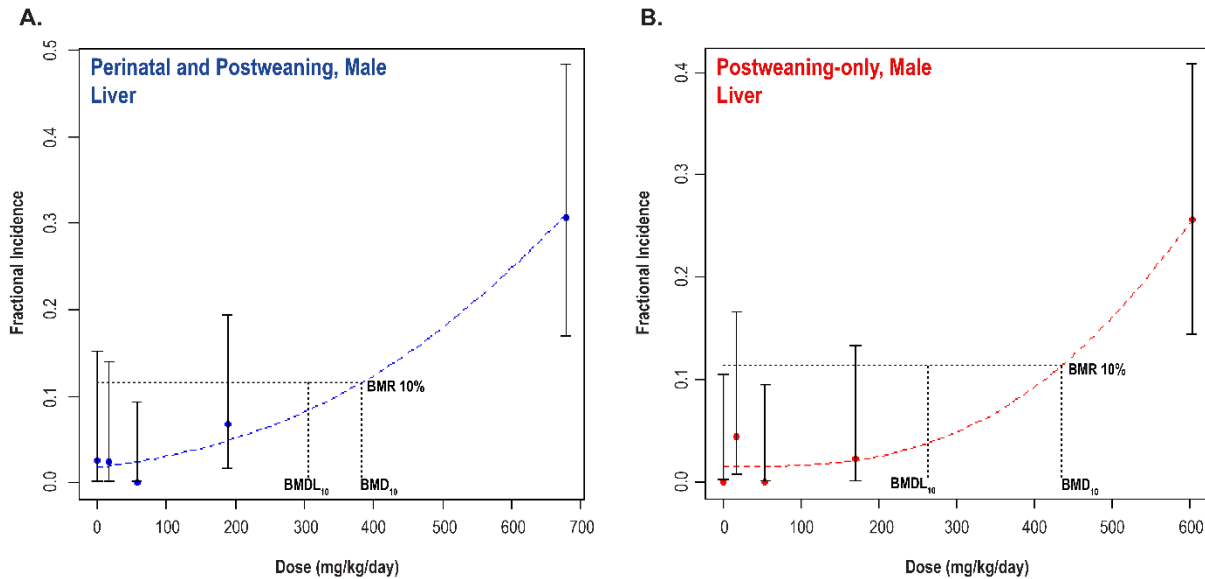 A.
Perinatal and Postweaning, Male
Liver
Fractional Incidence
0.5
0.4
0.3
0.2
0.1
0.0
BMR 10%
BMDL10
BMD10
0 100 200 300 400 500 600 700
Dose (mg/kg/day)
B.
Postweaning-only, Male
Liver
Fractional Incidence
0.4
0.3
0.2
0.1
0.0
BMR 10%
BMDL10
BMD10
0 100 200 300 400 500 600
Dose (mg/kg/day)